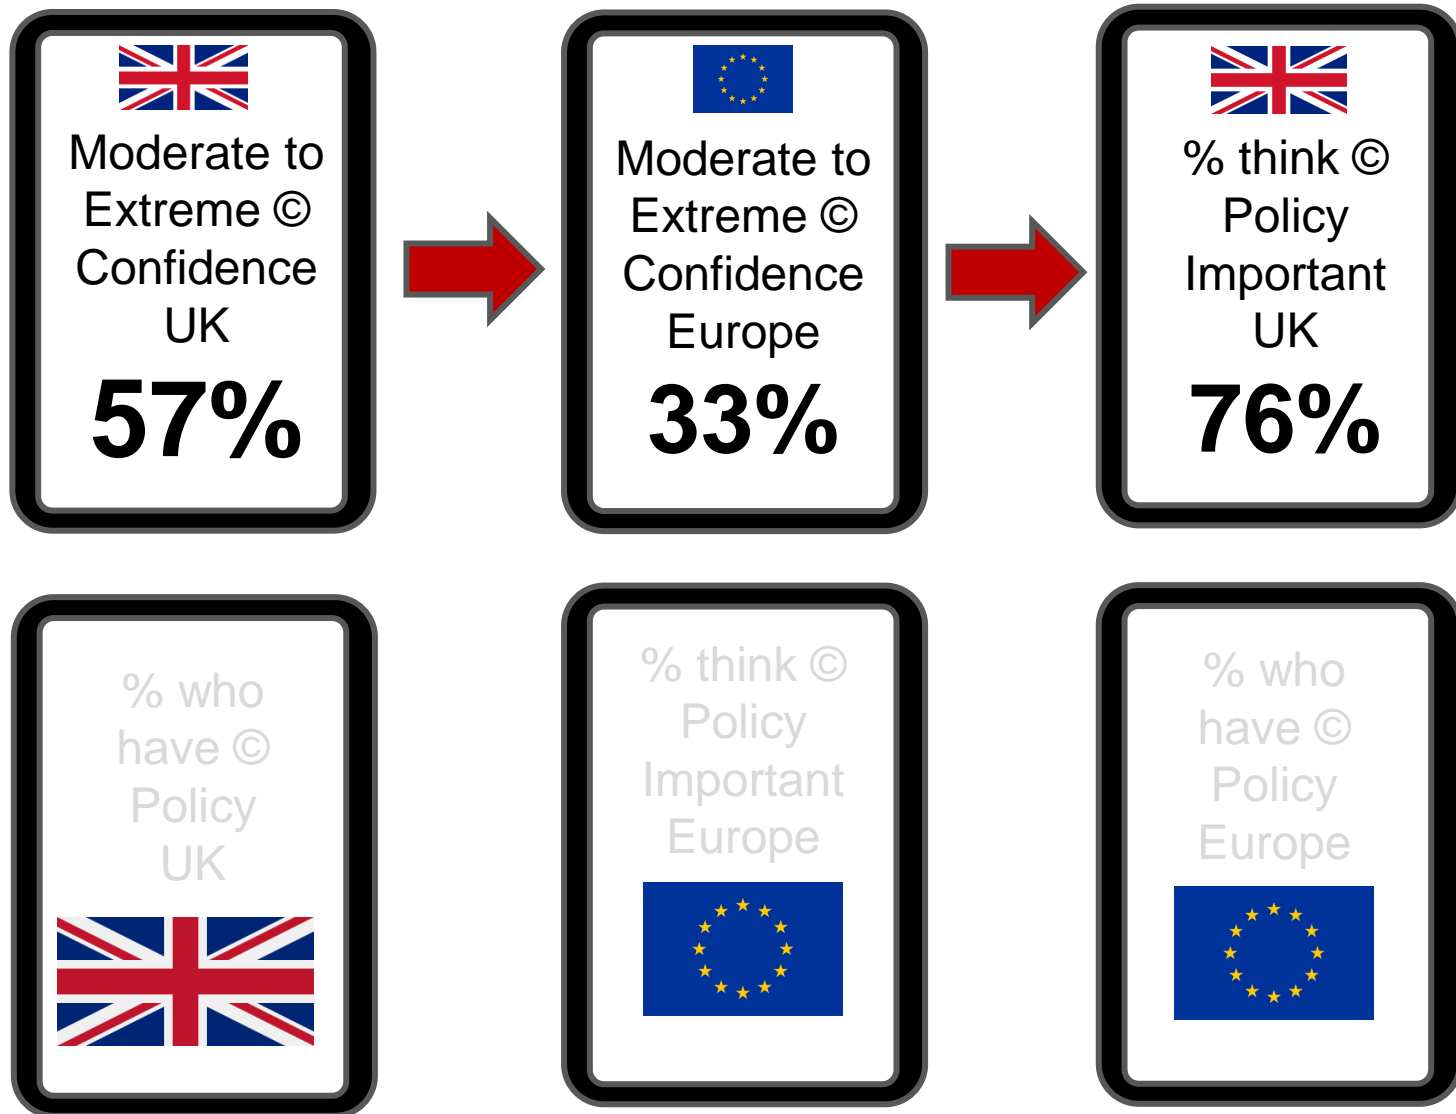 Moderate to
Extreme ©
Confidence
UK
57%
Moderate to
Extreme ©
Confidence
Europe
33%
% think ©
Policy
Important
UK
76%
% who
have ©
Policy
UK
% think ©
Policy
Important
Europe
% who
have ©
Policy
Europe